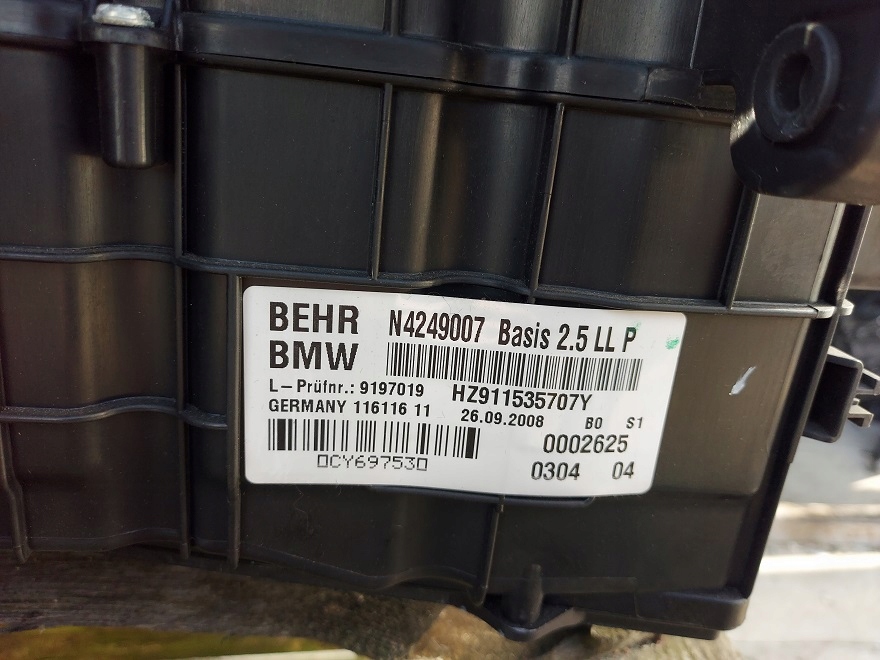 BEHR N4249007 Basis 2.5 LL P
BMW
L-Prüfnr.: 9197019 HZ911535707Y
GERMANY 116116 11 26.09.2008 B0 S1
0002625
0CY697530
0304 04